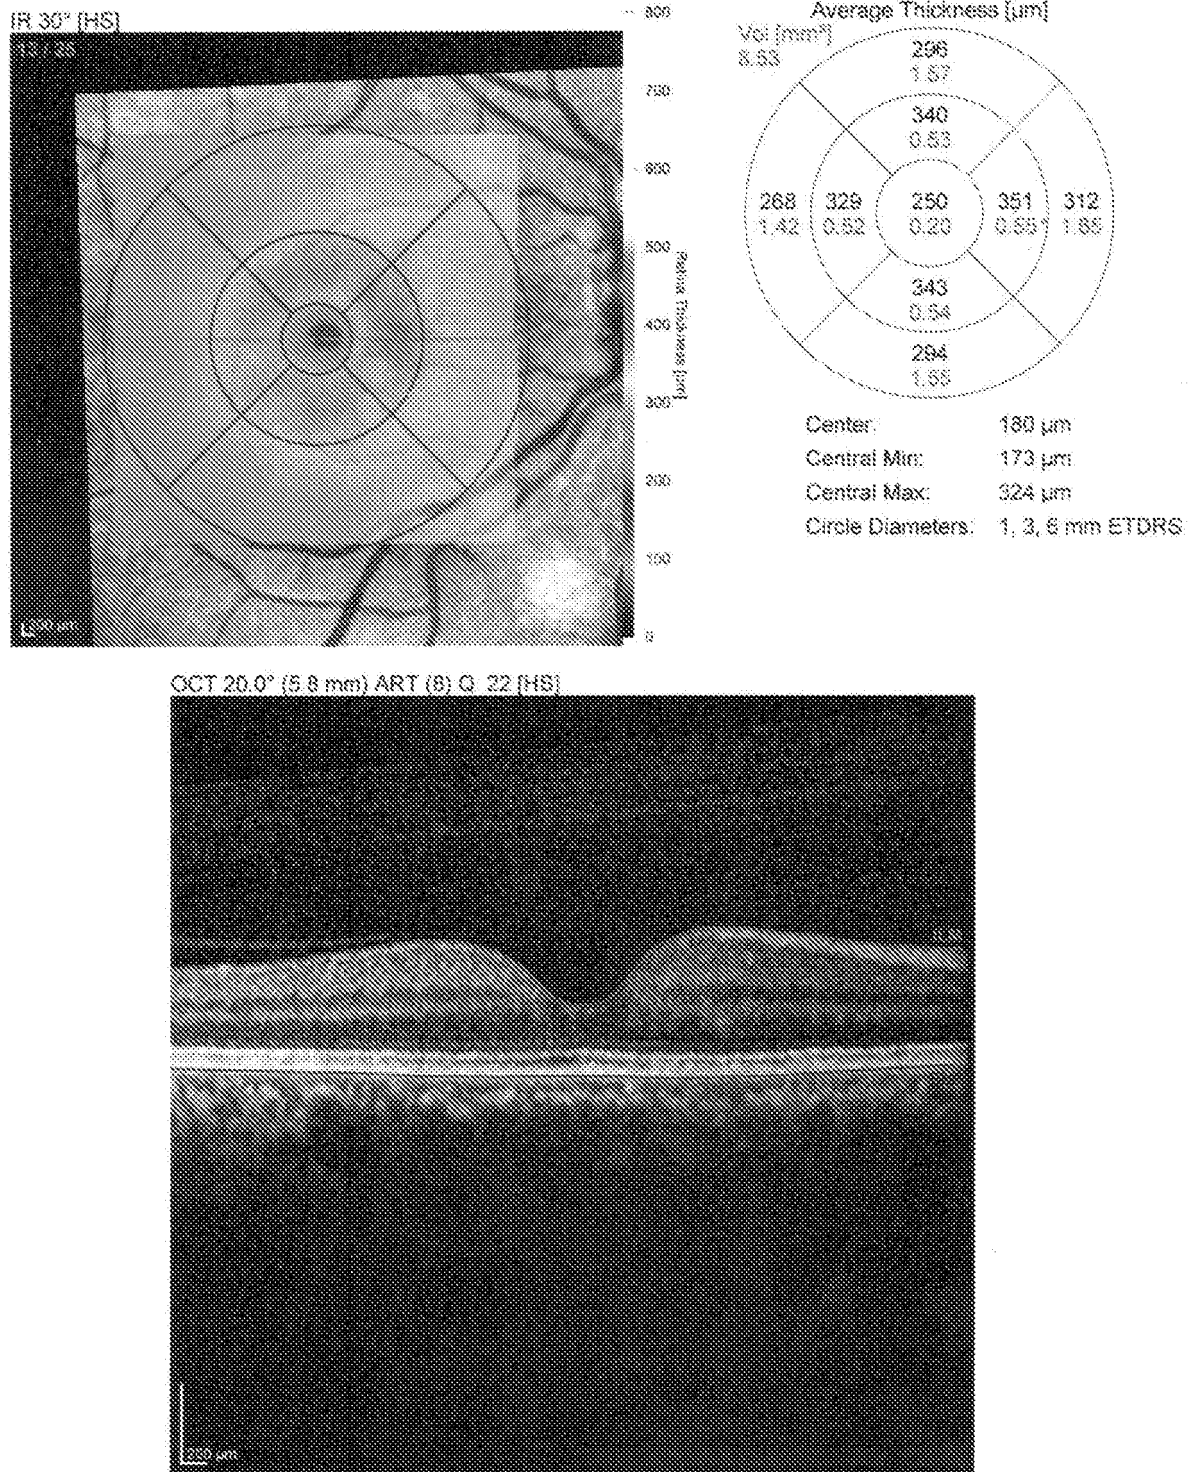 IR 30° [HS]
800
700
600
500
400
300
200
100
0
Retinal Thickness [µm]
200 µm
Average Thickness [µm]
Vol [mm³]
8.53
296
1.57
340
0.53
268
1.42
329
0.52
250
0.20
351
0.55
312
1.65
343
0.54
294
1.55
Center: 180 µm
Central Min: 173 µm
Central Max: 324 µm
Circle Diameters: 1, 3, 6 mm ETDRS
OCT 20.0° (5.8 mm) ART (8) Q: 22 [HS]